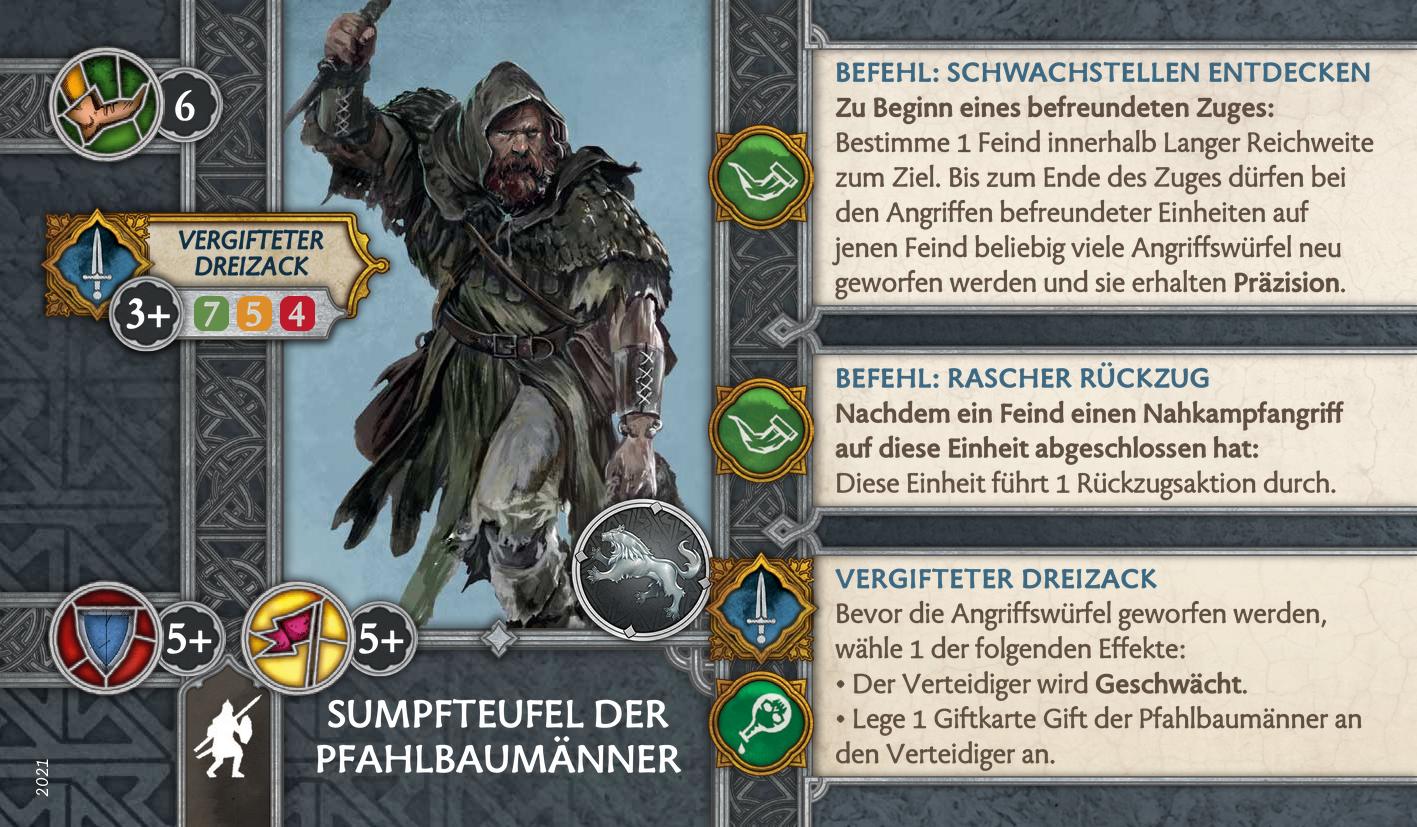 6
VERGIFTETER
DREIZACK
3+ 7 5 4
5+ 5+
SUMPFTEUFEL DER
PFAHLBAUMÄNNER
2021
BEFEHL: SCHWACHSTELLEN ENTDECKEN
Zu Beginn eines befreundeten Zuges:
Bestimme 1 Feind innerhalb Langer Reichweite
zum Ziel. Bis zum Ende des Zuges dürfen bei
den Angriffen befreundeter Einheiten auf
jenen Feind beliebig viele Angriffswürfel neu
geworfen werden und sie erhalten Präzision.
BEFEHL: RASCHER RÜCKZUG
Nachdem ein Feind einen Nahkampfangriff
auf diese Einheit abgeschlossen hat:
Diese Einheit führt 1 Rückzugsaktion durch.
VERGIFTETER DREIZACK
Bevor die Angriffswürfel geworfen werden,
wähle 1 der folgenden Effekte:
• Der Verteidiger wird Geschwächt.
• Lege 1 Giftkarte Gift der Pfahlbaumänner an
den Verteidiger an.